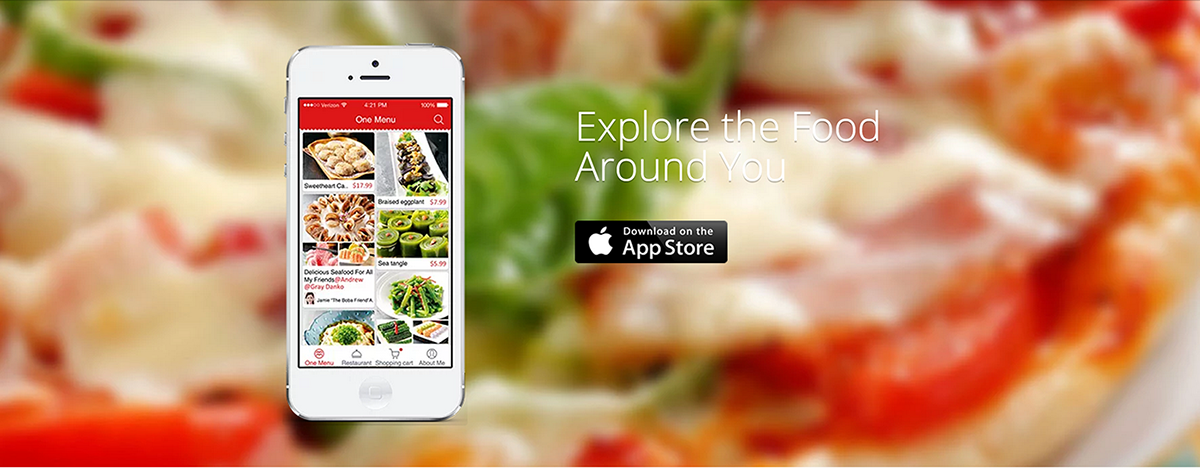 Verizon 4:21 PM 100%
One Menu
Sweetheart Ca.. $17.99
Braised eggplant $7.99
Sea tangle $5.99
Delicious Seafood For All
My Friends@Andrew
@Gray Danko
Jamie "The Boba Friend"A
One Menu Restaurant Shopping cart About Me
Explore the Food
Around You
Download on the
App Store